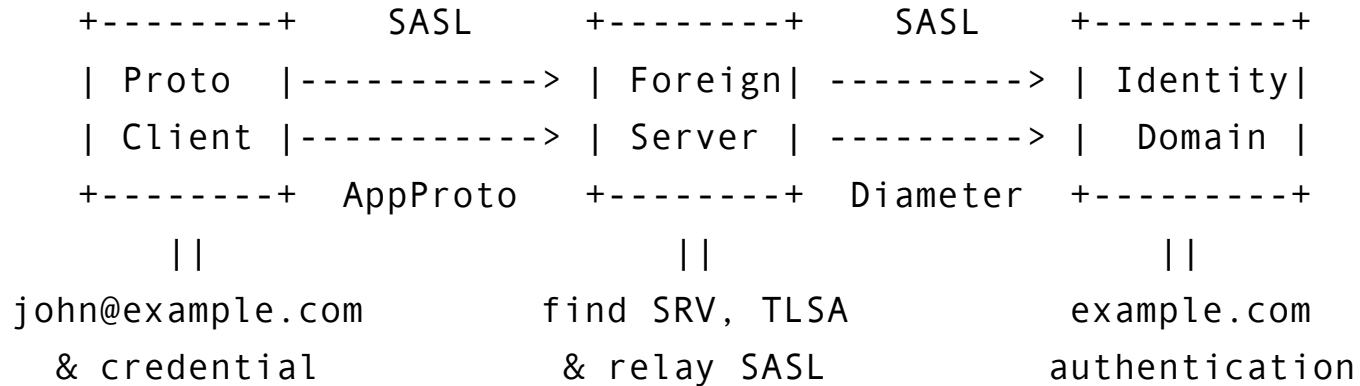 +--------+     SASL     +--------+     SASL     +---------+
| Proto  |-----------> | Foreign| ---------> | Identity|
| Client |-----------> | Server | ---------> |  Domain |
+--------+   AppProto   +--------+  Diameter  +---------+
||                         ||                         ||
john@example.com         find SRV, TLSA           example.com
& credential             & relay SASL            authentication